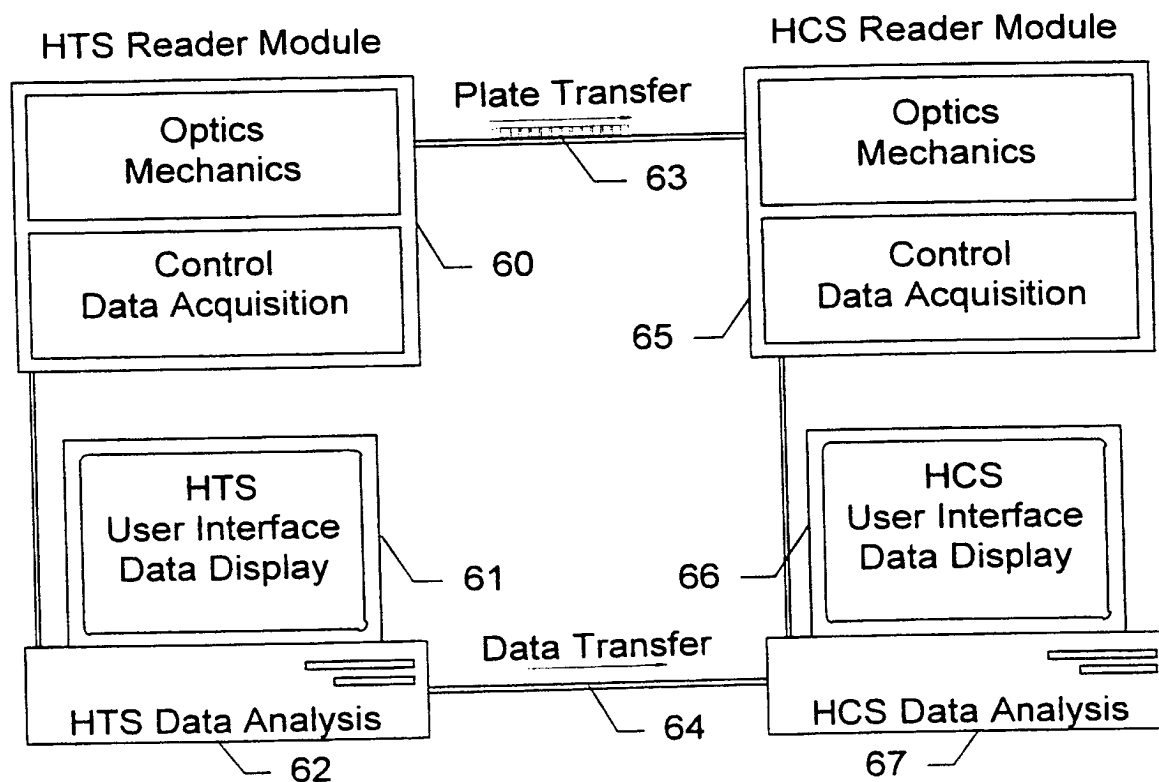 HTS Reader Module
HCS Reader Module
Plate Transfer
Optics
Mechanics
Optics
Mechanics
63
Control
Data Acquisition
60
Control
Data Acquisition
65
HTS
User Interface
Data Display
61
HCS
User Interface
Data Display
66
Data Transfer
HTS Data Analysis
64
HCS Data Analysis
62
67